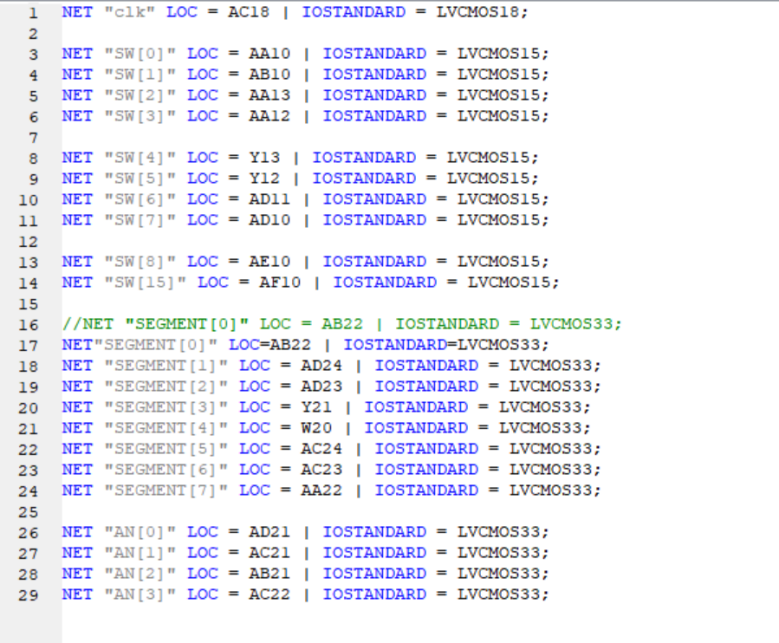 1 NET "clk" LOC = AC18 | IOSTANDARD = LVCMOS18;
2
3 NET "SW[0]" LOC = AA10 | IOSTANDARD = LVCMOS15;
4 NET "SW[1]" LOC = AB10 | IOSTANDARD = LVCMOS15;
5 NET "SW[2]" LOC = AA13 | IOSTANDARD = LVCMOS15;
6 NET "SW[3]" LOC = AA12 | IOSTANDARD = LVCMOS15;
7
8 NET "SW[4]" LOC = Y13 | IOSTANDARD = LVCMOS15;
9 NET "SW[5]" LOC = Y12 | IOSTANDARD = LVCMOS15;
10 NET "SW[6]" LOC = AD11 | IOSTANDARD = LVCMOS15;
11 NET "SW[7]" LOC = AD10 | IOSTANDARD = LVCMOS15;
12
13 NET "SW[8]" LOC = AE10 | IOSTANDARD = LVCMOS15;
14 NET "SW[15]" LOC = AF10 | IOSTANDARD = LVCMOS15;
15
16 //NET "SEGMENT[0]" LOC = AB22 | IOSTANDARD = LVCMOS33;
17 NET"SEGMENT[0]" LOC=AB22 | IOSTANDARD=LVCMOS33;
18 NET "SEGMENT[1]" LOC = AD24 | IOSTANDARD = LVCMOS33;
19 NET "SEGMENT[2]" LOC = AD23 | IOSTANDARD = LVCMOS33;
20 NET "SEGMENT[3]" LOC = Y21 | IOSTANDARD = LVCMOS33;
21 NET "SEGMENT[4]" LOC = W20 | IOSTANDARD = LVCMOS33;
22 NET "SEGMENT[5]" LOC = AC24 | IOSTANDARD = LVCMOS33;
23 NET "SEGMENT[6]" LOC = AC23 | IOSTANDARD = LVCMOS33;
24 NET "SEGMENT[7]" LOC = AA22 | IOSTANDARD = LVCMOS33;
25
26 NET "AN[0]" LOC = AD21 | IOSTANDARD = LVCMOS33;
27 NET "AN[1]" LOC = AC21 | IOSTANDARD = LVCMOS33;
28 NET "AN[2]" LOC = AB21 | IOSTANDARD = LVCMOS33;
29 NET "AN[3]" LOC = AC22 | IOSTANDARD = LVCMOS33;